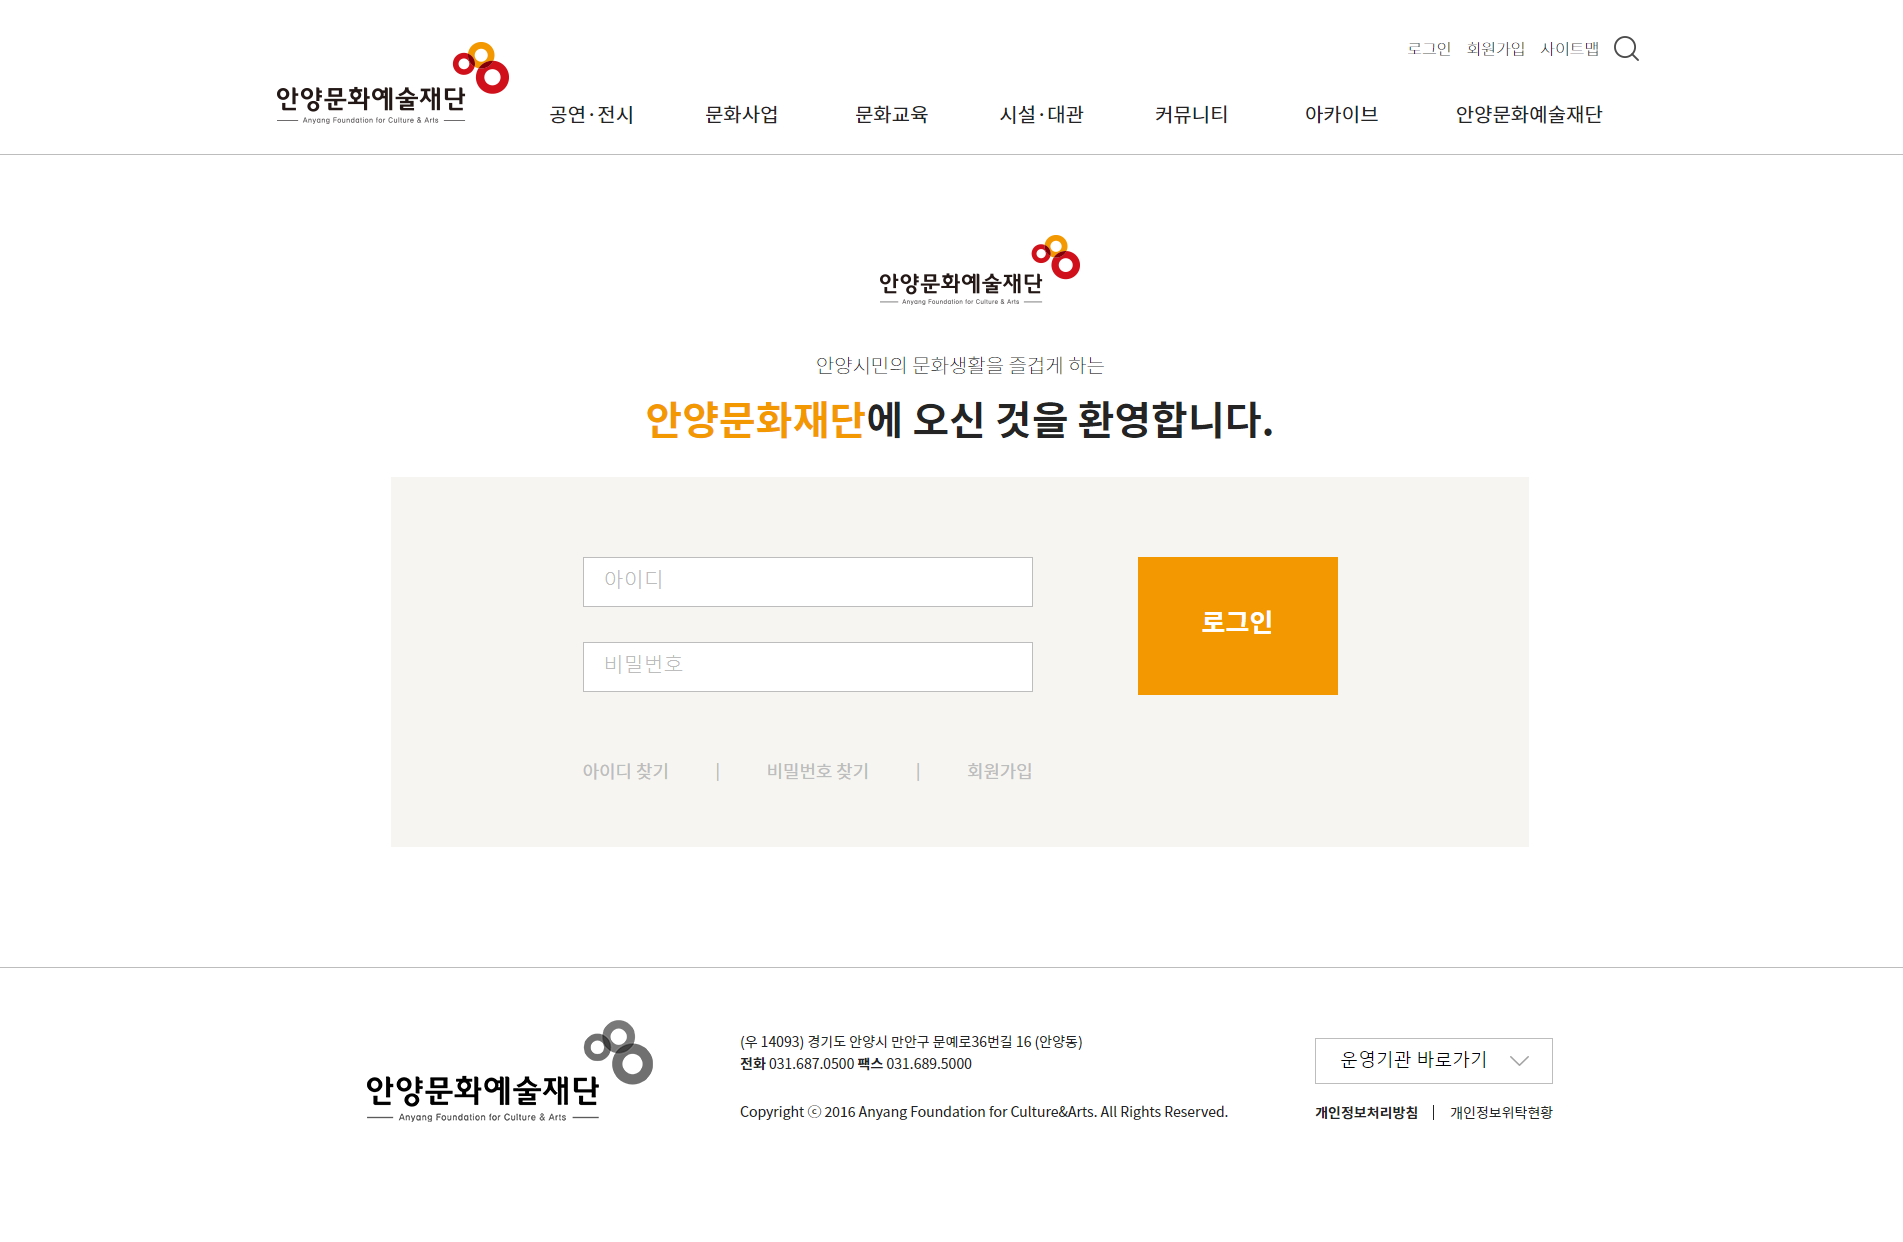 로그인 회원가입 사이트맵
안양문화예술재단
Anyang Foundation for Culture & Arts
공연·전시 문화사업 문화교육 시설·대관 커뮤니티 아카이브 안양문화예술재단
안양문화예술재단
Anyang Foundation for Culture & Arts
안양시민의 문화생활을 즐겁게 하는
안양문화재단에 오신 것을 환영합니다.
아이디
비밀번호
로그인
아이디 찾기 | 비밀번호 찾기 | 회원가입
안양문화예술재단
Anyang Foundation for Culture & Arts
(우 14093) 경기도 안양시 만안구 문예로36번길 16 (안양동)
전화 031.687.0500 팩스 031.689.5000
Copyright ⓒ 2016 Anyang Foundation for Culture&Arts. All Rights Reserved.
운영기관 바로가기
개인정보처리방침 | 개인정보위탁현황